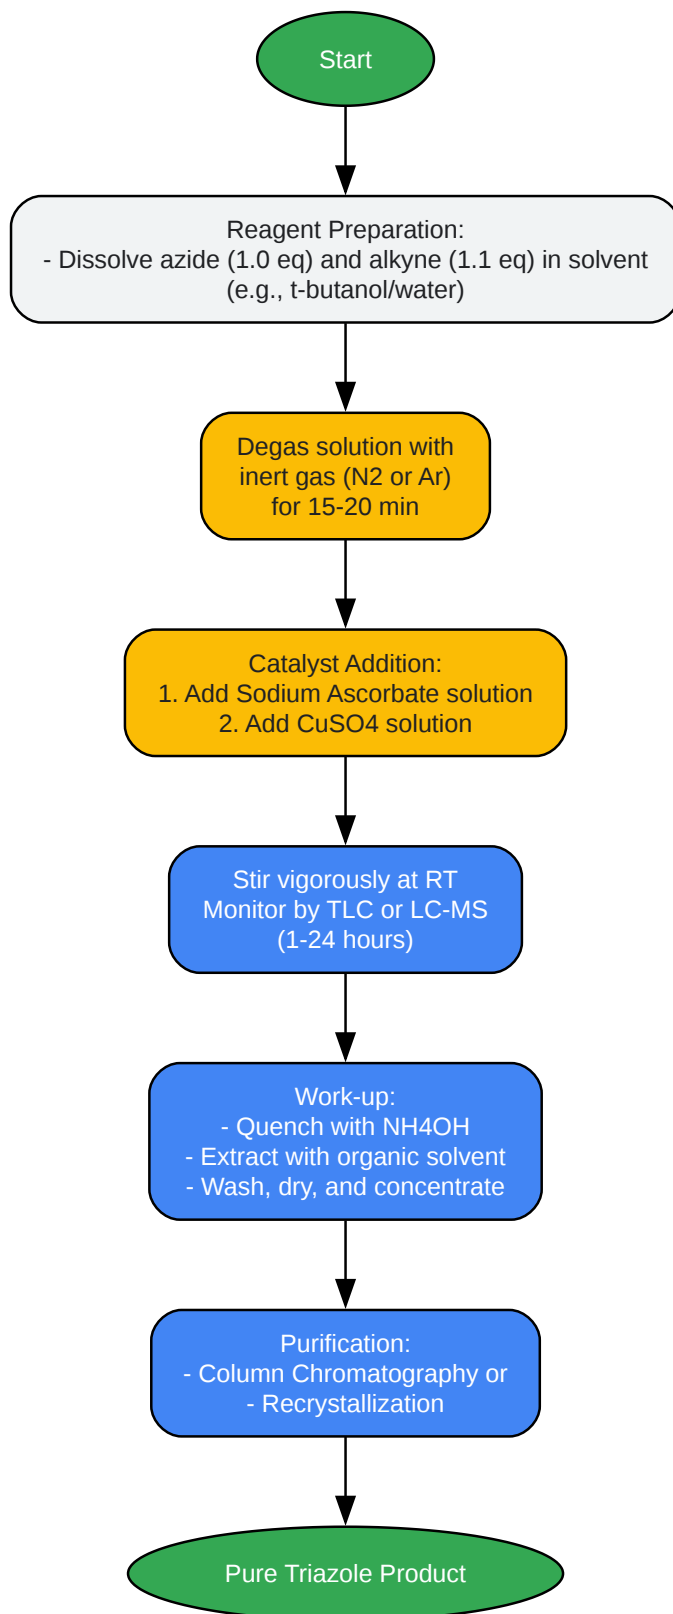 Start
Reagent Preparation:
- Dissolve azide (1.0 eq) and alkyne (1.1 eq) in solvent
(e.g., t-butanol/water)
Degas solution with
inert gas (N2 or Ar)
for 15-20 min
Catalyst Addition:
1. Add Sodium Ascorbate solution
2. Add CuSO4 solution
Stir vigorously at RT
Monitor by TLC or LC-MS
(1-24 hours)
Work-up:
- Quench with NH4OH
- Extract with organic solvent
- Wash, dry, and concentrate
Purification:
- Column Chromatography or
- Recrystallization
Pure Triazole Product